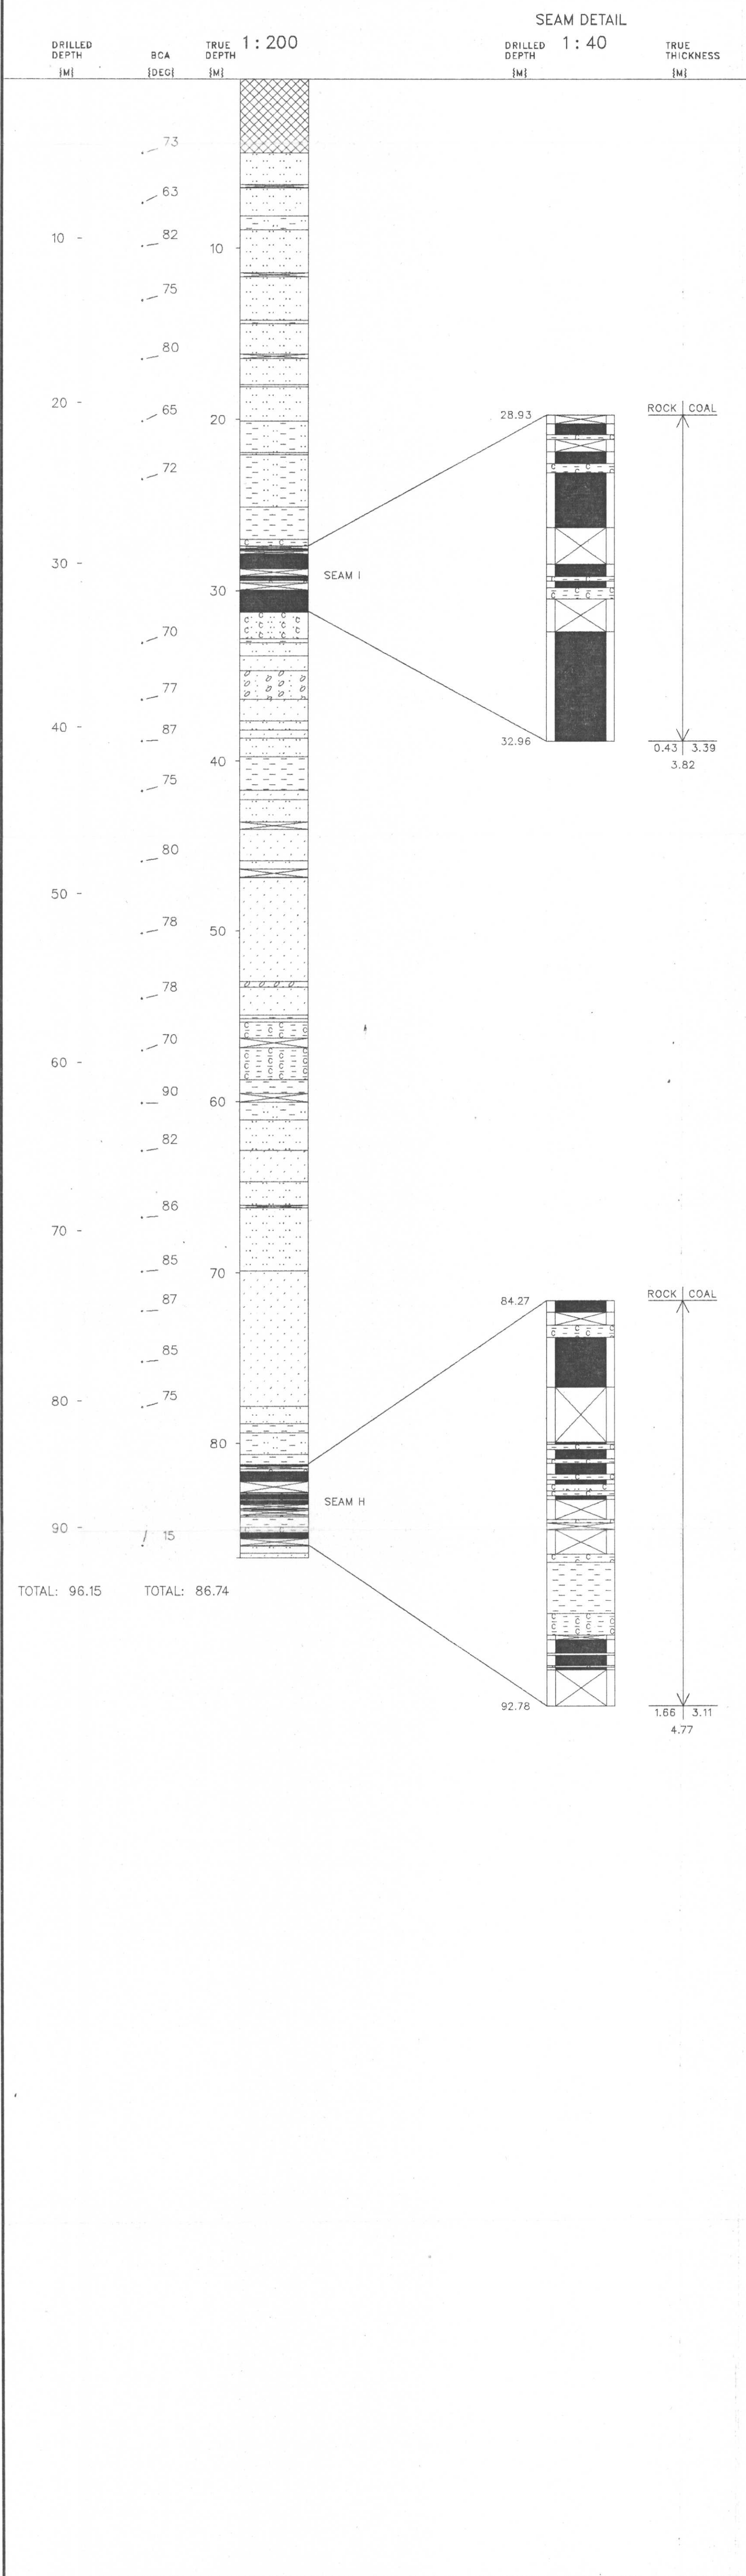 SEAM DETAIL
DRILLED DEPTH {M} BCA {DEG} TRUE DEPTH {M} 1 : 200 DRILLED DEPTH {M} 1 : 40 TRUE THICKNESS {M}
73
63
10 - 82 10
75
80
20 - 65 20 28.93 ROCK COAL
72
30 - SEAM I 30
70
77
40 - 87 32.96 0.43 3.39
40 3.82
75
80
50 -
78 50
78
60 - 70
90 60
82
86
70 -
85 70
87 84.27 ROCK COAL
85
80 - 75
80
SEAM H
90 - 15
TOTAL: 96.15 TOTAL: 86.74
92.78 1.66 3.11
4.77